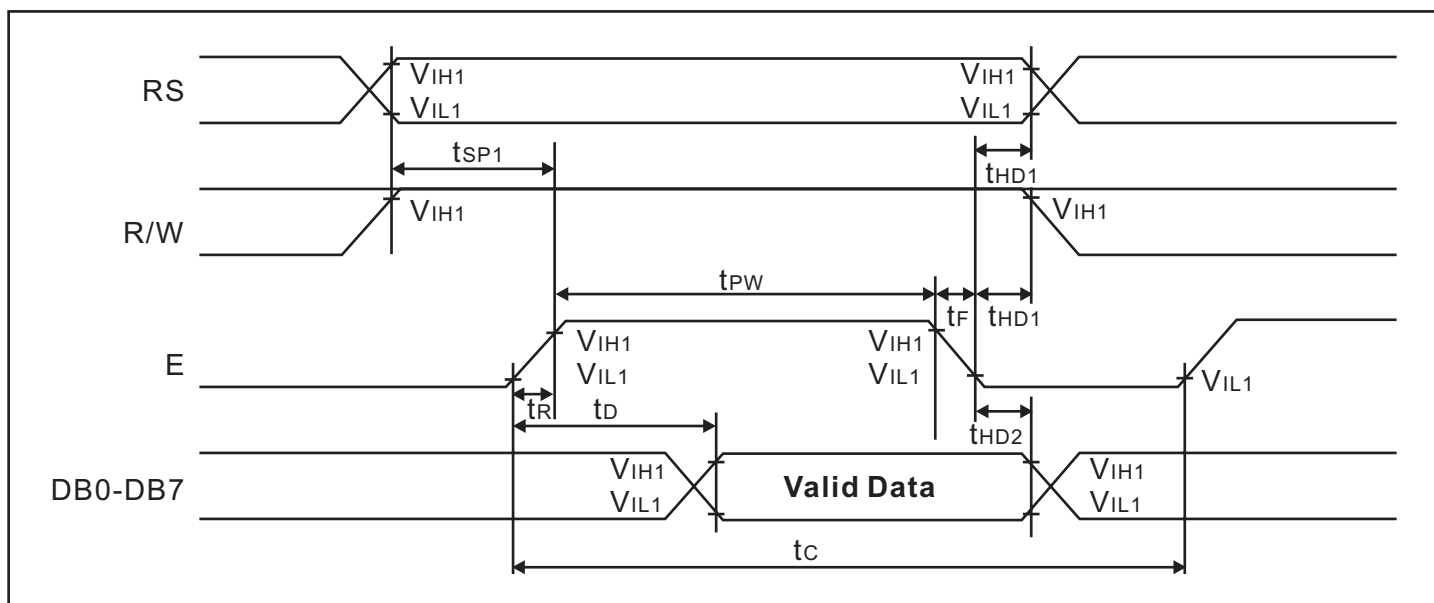 RS
VIH1
VIL1
VIH1
VIL1
tSP1
tHD1
R/W
VIH1
VIH1
tPW
tF
tHD1
E
VIH1
VIL1
VIH1
VIL1
VIL1
tR
tD
tHD2
DB0-DB7
VIH1
VIL1
Valid Data
VIH1
VIL1
tC